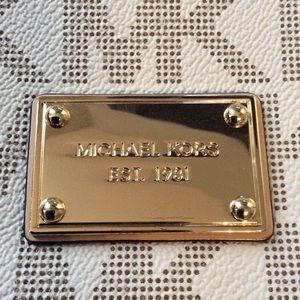 MICHAEL KORS
EST. 1981